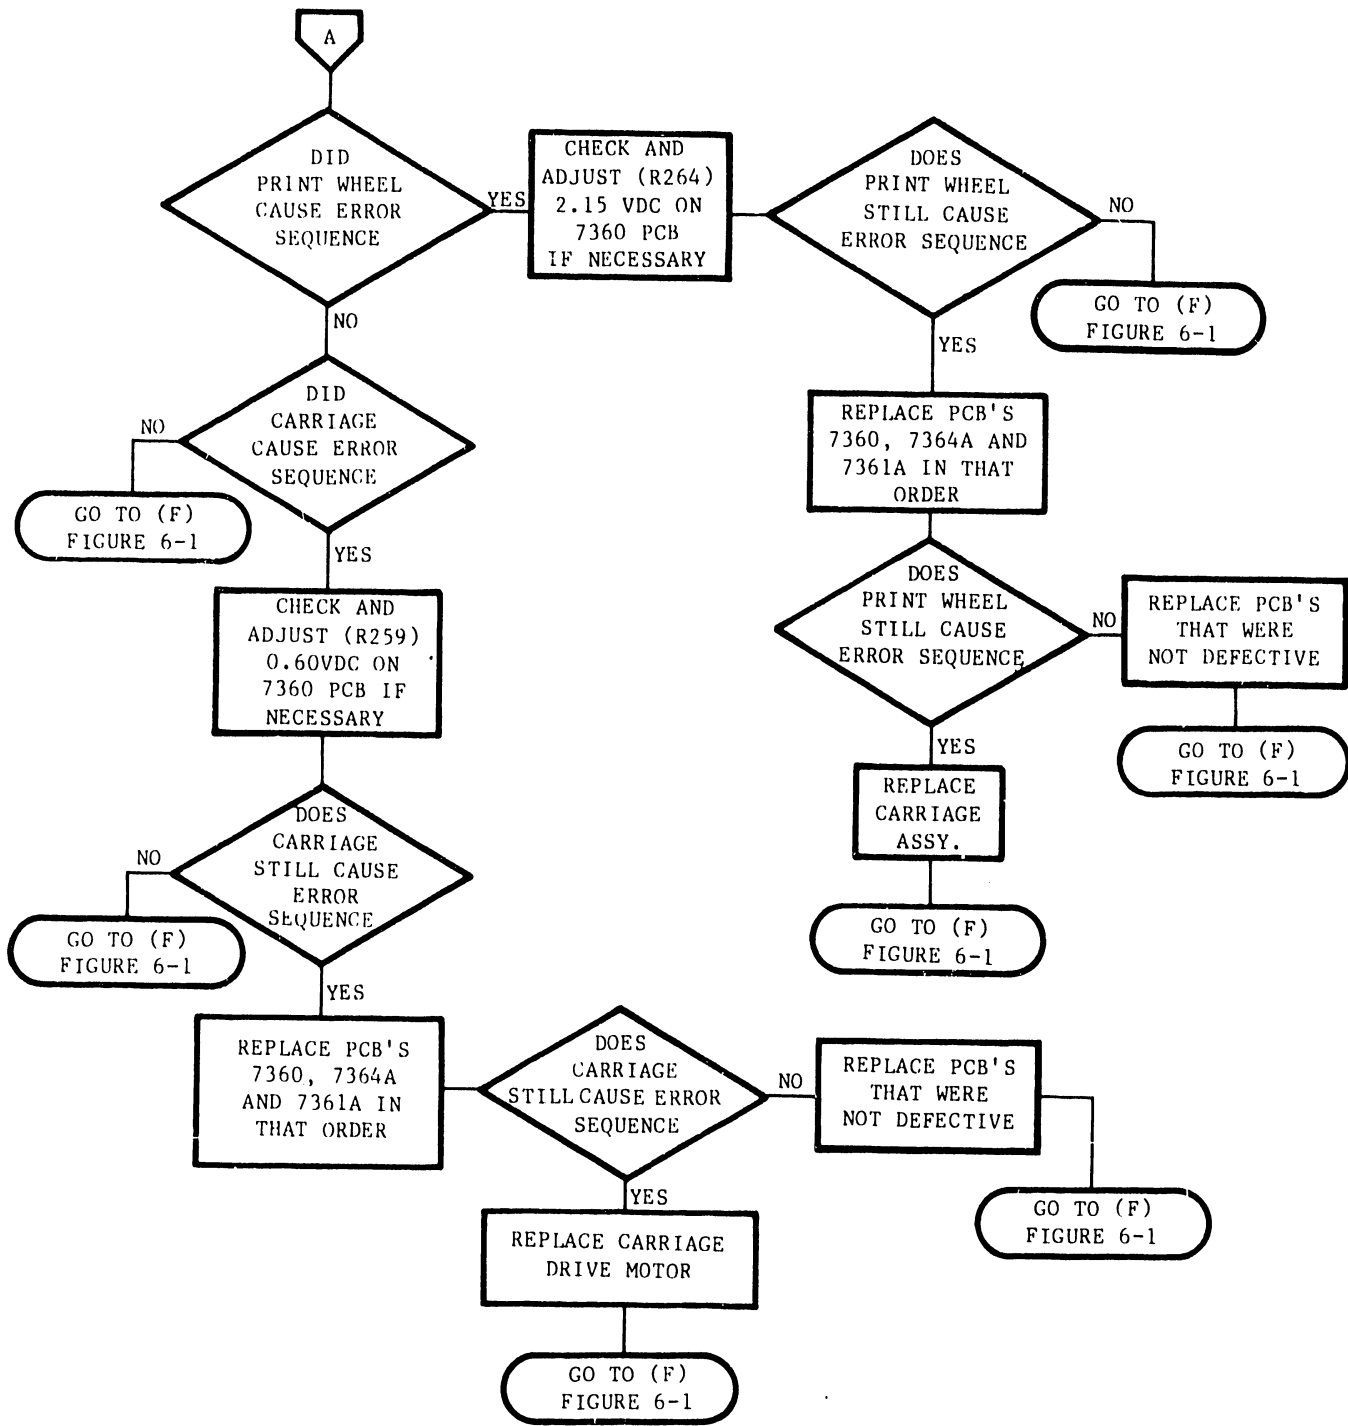 A
DID
PRINT WHEEL
CAUSE ERROR
SEQUENCE
YES
CHECK AND
ADJUST (R264)
2.15 VDC ON
7360 PCB
IF NECESSARY
DOES
PRINT WHEEL
STILL CAUSE
ERROR SEQUENCE
NO
GO TO (F)
FIGURE 6-1
YES
REPLACE PCB'S
7360, 7364A AND
7361A IN THAT
ORDER
DOES
PRINT WHEEL
STILL CAUSE
ERROR SEQUENCE
NO
REPLACE PCB'S
THAT WERE
NOT DEFECTIVE
GO TO (F)
FIGURE 6-1
YES
REPLACE
CARRIAGE
ASSY.
GO TO (F)
FIGURE 6-1
NO
DID
CARRIAGE
CAUSE ERROR
SEQUENCE
NO
GO TO (F)
FIGURE 6-1
YES
CHECK AND
ADJUST (R259)
0.60VDC ON
7360 PCB IF
NECESSARY
DOES
CARRIAGE
STILL CAUSE
ERROR
SEQUENCE
NO
GO TO (F)
FIGURE 6-1
YES
REPLACE PCB'S
7360, 7364A
AND 7361A IN
THAT ORDER
DOES
CARRIAGE
STILL CAUSE ERROR
SEQUENCE
NO
REPLACE PCB'S
THAT WERE
NOT DEFECTIVE
GO TO (F)
FIGURE 6-1
YES
REPLACE CARRIAGE
DRIVE MOTOR
GO TO (F)
FIGURE 6-1